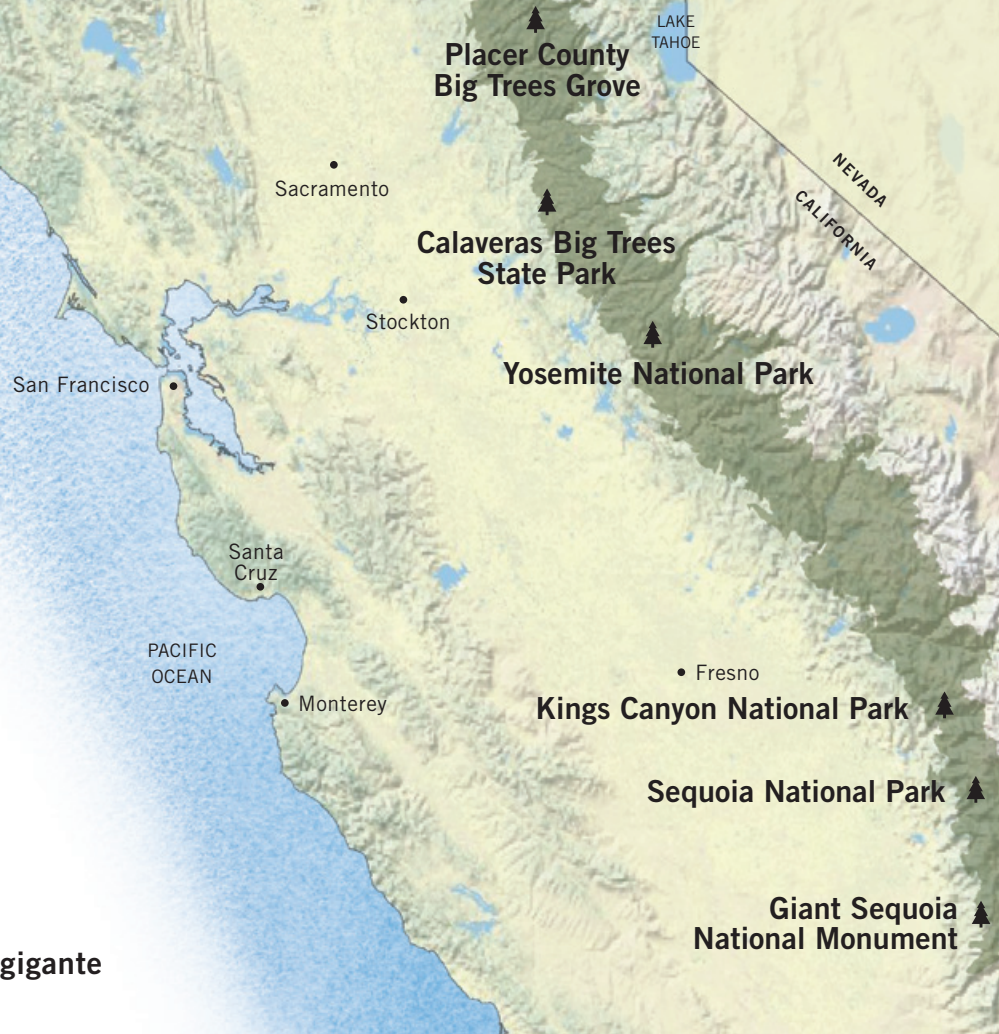 LAKE
TAHOE
Placer County
Big Trees Grove
NEVADA
CALIFORNIA
Sacramento
Calaveras Big Trees
State Park
Stockton
Yosemite National Park
San Francisco
Santa
Cruz
PACIFIC
OCEAN
Fresno
Monterey
Kings Canyon National Park
Sequoia National Park
Giant Sequoia
National Monument
gigante